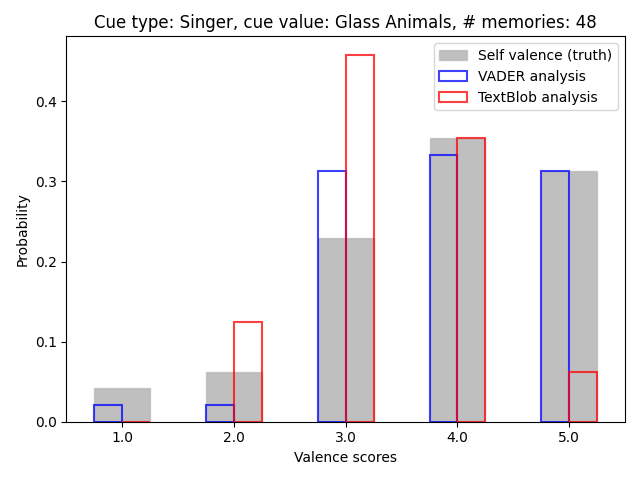 Cue type: Singer, cue value: Glass Animals, # memories: 48
Self valence (truth)
VADER analysis
TextBlob analysis
Probability
0.4
0.3
0.2
0.1
0.0
1.0 2.0 3.0 4.0 5.0
Valence scores